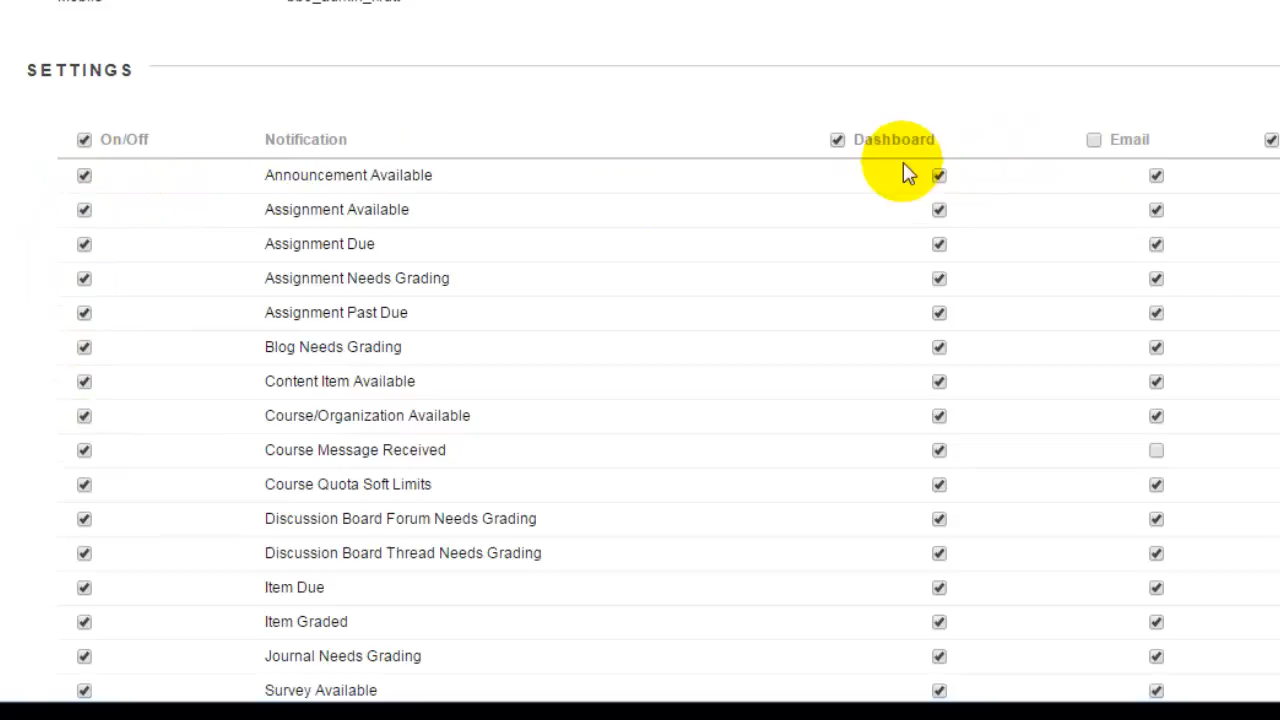 SETTINGS
On/Off Notification Dashboard Email
Announcement Available
Assignment Available
Assignment Due
Assignment Needs Grading
Assignment Past Due
Blog Needs Grading
Content Item Available
Course/Organization Available
Course Message Received
Course Quota Soft Limits
Discussion Board Forum Needs Grading
Discussion Board Thread Needs Grading
Item Due
Item Graded
Journal Needs Grading
Survey Available